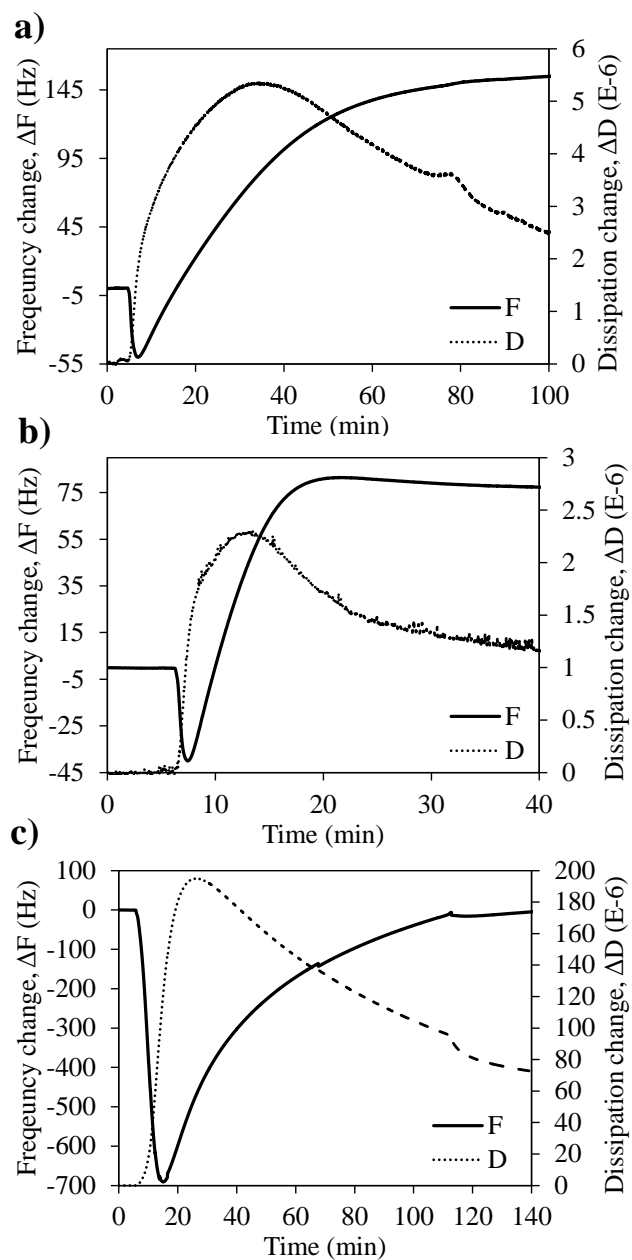 a)
Freqeuncy change, ΔF (Hz)
145
95
45
-5
-55
6
5
4
3
2
1
0
Dissipation change, ΔD (E-6)
F
D
0 20 40 60 80 100
Time (min)
b)
Freqeuncy change, ΔF (Hz)
75
55
35
15
-5
-25
-45
3
2.5
2
1.5
1
0.5
0
Dissipation change, ΔD (E-6)
F
D
0 10 20 30 40
Time (min)
c)
Freqeuncy change, ΔF (Hz)
100
0
-100
-200
-300
-400
-500
-600
-700
200
180
160
140
120
100
80
60
40
20
0
Dissipation change, ΔD (E-6)
F
D
0 20 40 60 80 100 120 140
Time (min)